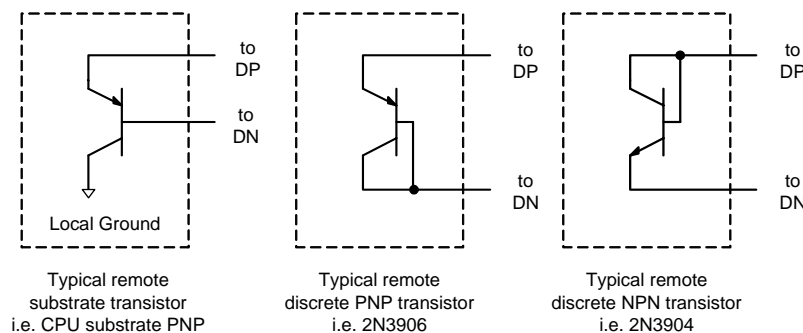 to
DP
to
DN
Local Ground
Typical remote
substrate transistor
i.e. CPU substrate PNP
to
DP
to
DN
Typical remote
discrete PNP transistor
i.e. 2N3906
to
DP
to
DN
Typical remote
discrete NPN transistor
i.e. 2N3904